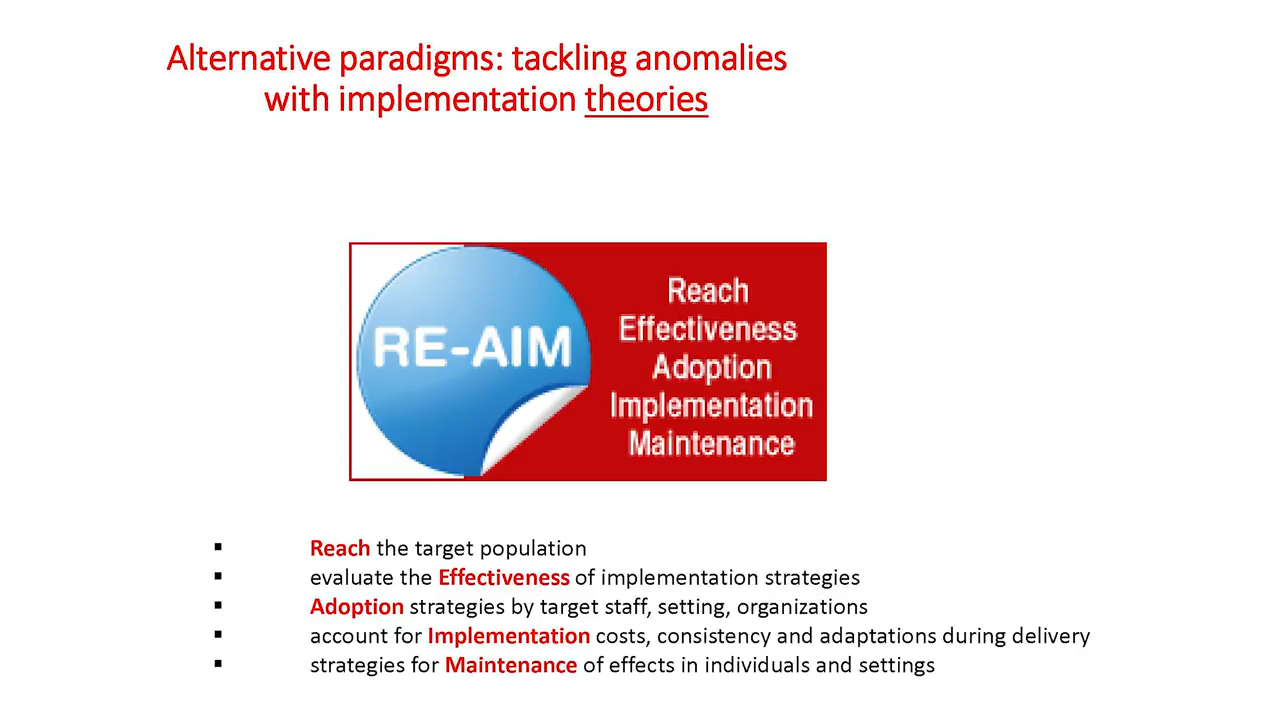 Alternative paradigms: tackling anomalies
with implementation theories
RE-AIM
Reach
Effectiveness
Adoption
Implementation
Maintenance
▪ Reach the target population
▪ evaluate the Effectiveness of implementation strategies
▪ Adoption strategies by target staff, setting, organizations
▪ account for Implementation costs, consistency and adaptations during delivery
▪ strategies for Maintenance of effects in individuals and settings